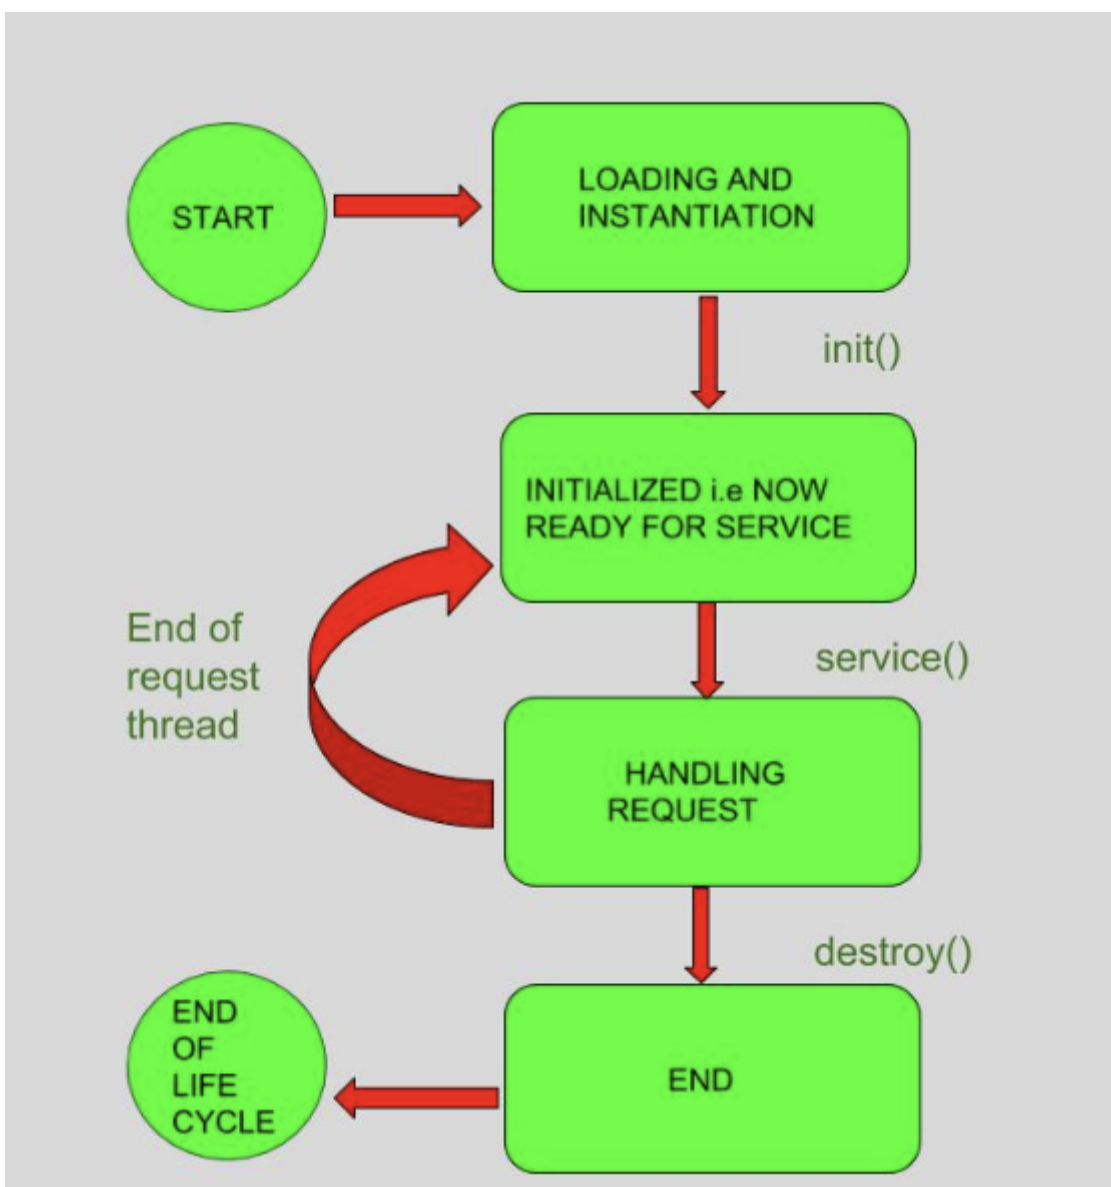 START
LOADING AND
INSTANTIATION
init()
INITIALIZED i.e NOW
READY FOR SERVICE
End of
request
thread
service()
HANDLING
REQUEST
destroy()
END
OF
LIFE
CYCLE
END